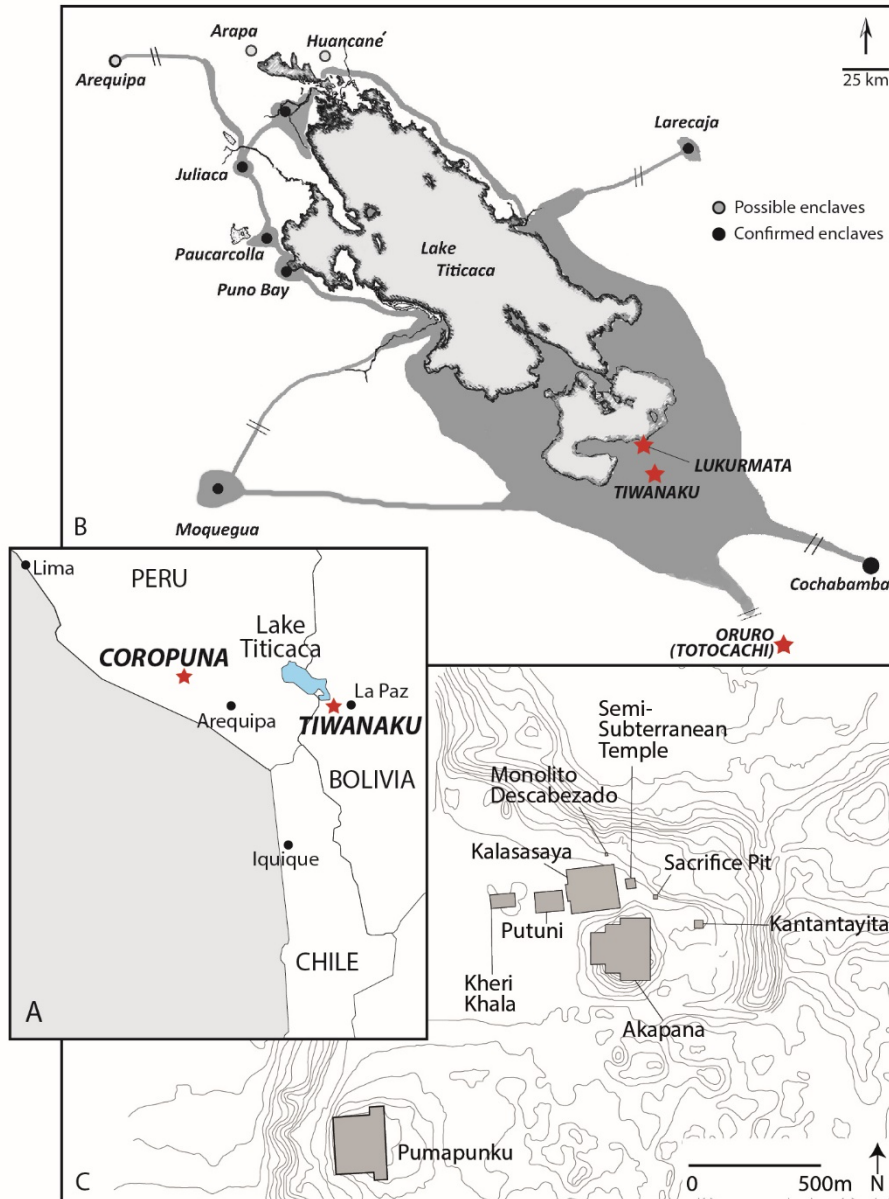 Arapa
Huancané
Arequipa
25 km
Larecaja
Juliaca
Possible enclaves
Confirmed enclaves
Paucarcolla
Lake
Titicaca
Puno Bay
LUKURMATA
TIWANAKU
Moquegua
B
Cochabamba
ORURO
(TOTOCACHI)
Lima
PERU
Lake
Titicaca
COROPUNA
La Paz
Arequipa
TIWANAKU
BOLIVIA
Iquique
CHILE
A
Semi-
Subterranean
Temple
Monolito
Descabezado
Kalasasaya
Sacrifice Pit
Putuni
Kantantayita
Kheri
Khala
Akapana
Pumapunku
C
0 500m N